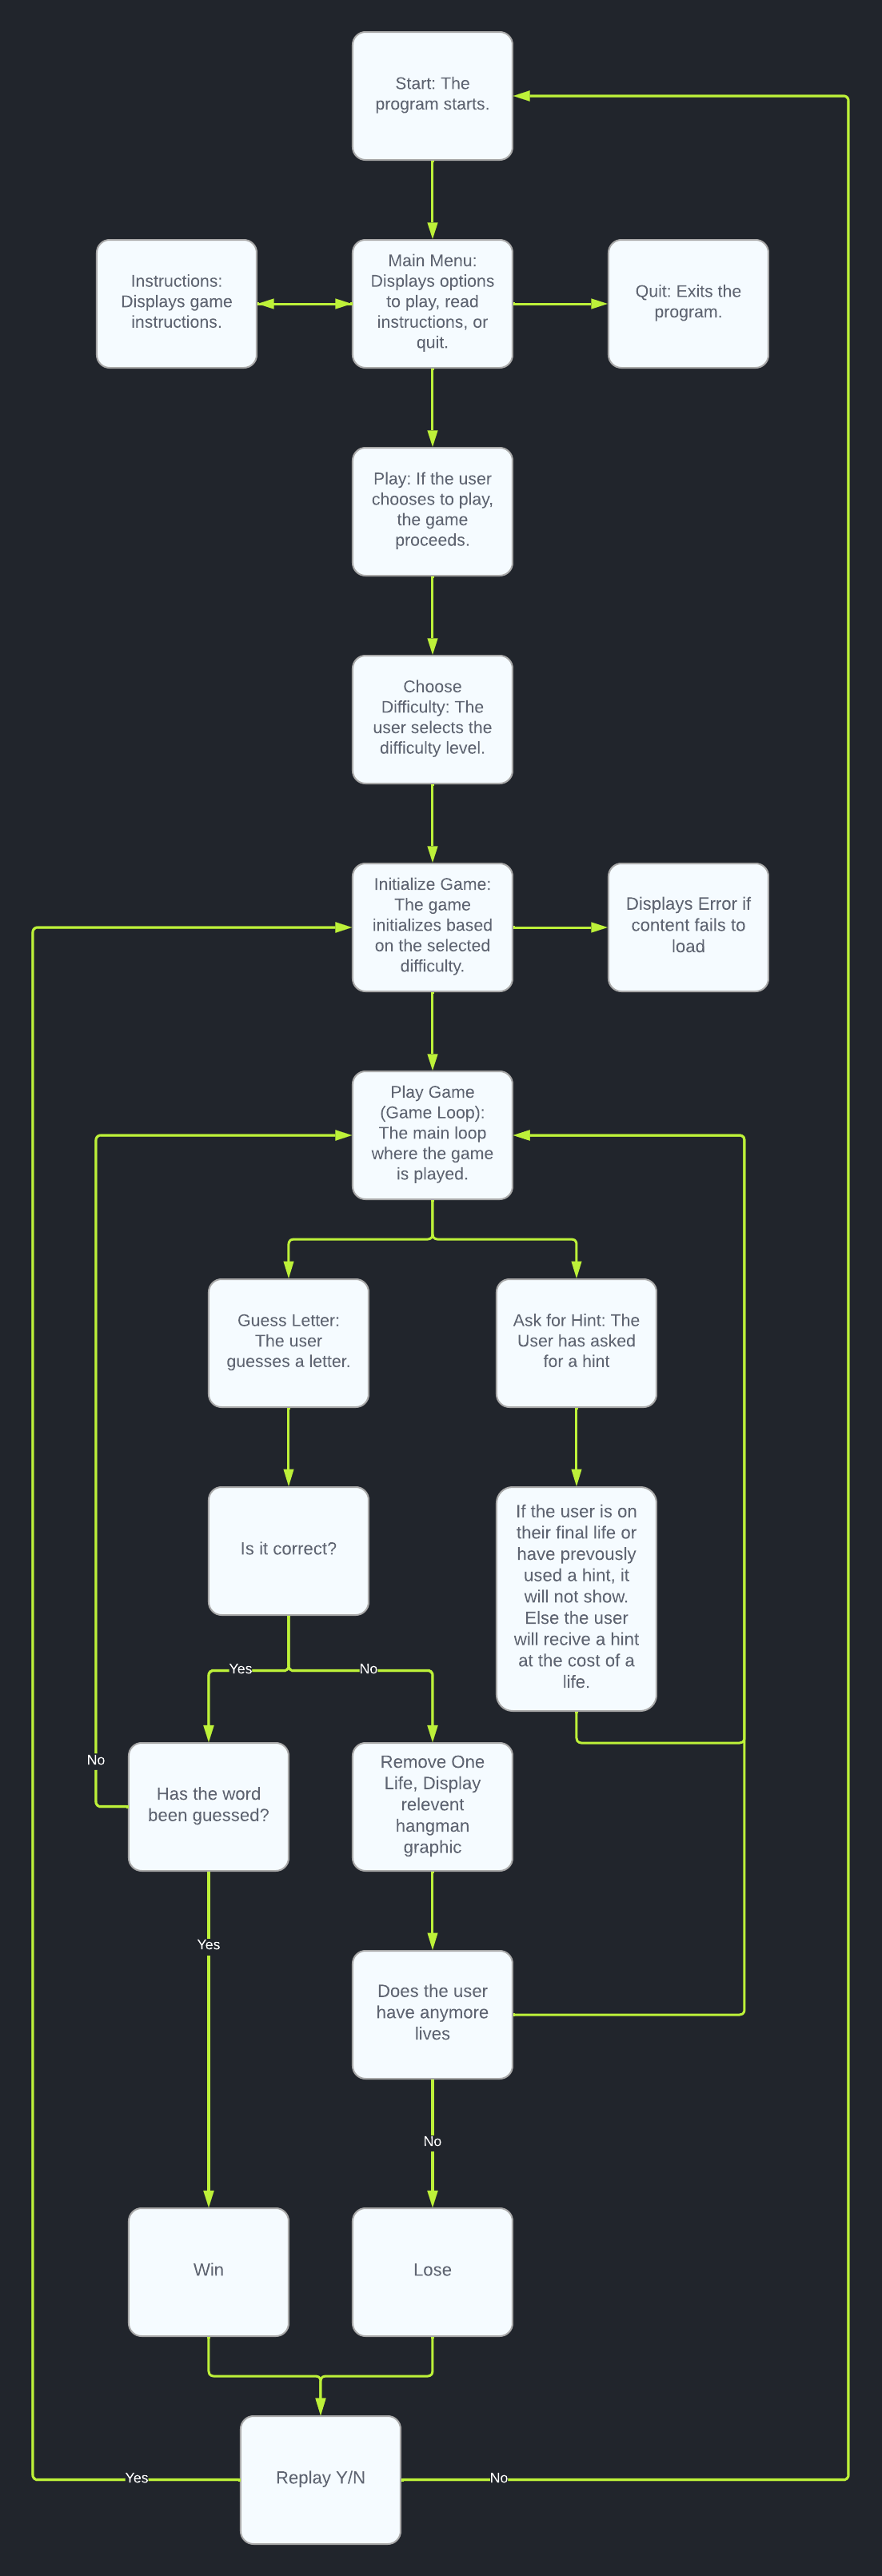 Start: The
program starts.
Instructions:
Displays game
instructions.
Main Menu:
Displays options
to play, read
instructions, or
quit.
Quit: Exits the
program.
Play: If the user
chooses to play,
the game
proceeds.
Choose
Difficulty: The
user selects the
difficulty level.
Initialize Game:
The game
initializes based
on the selected
difficulty.
Displays Error if
content fails to
load
Play Game
(Game Loop):
The main loop
where the game
is played.
Guess Letter:
The user
guesses a letter.
Ask for Hint: The
User has asked
for a hint
Is it correct?
If the user is on
their final life or
have prevously
used a hint, it
will not show.
Else the user
will recive a hint
at the cost of a
life.
Yes
No
No
Has the word
been guessed?
Remove One
Life, Display
relevent
hangman
graphic
Yes
Does the user
have anymore
lives
No
Win
Lose
Yes
Replay Y/N
No